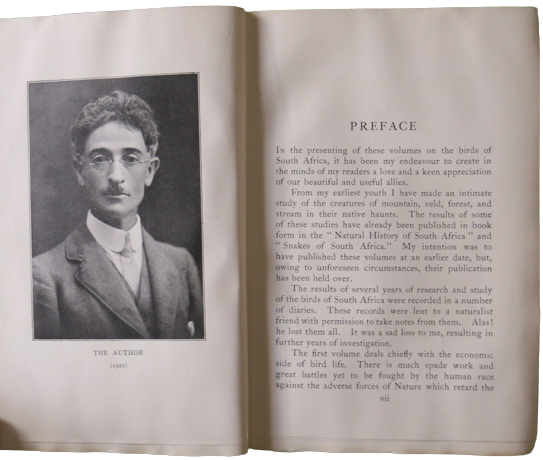 THE AUTHOR
(1922)
PREFACE
IN the presenting of these volumes on the birds of
South Africa, it has been my endeavour to create in
the minds of my readers a love and a keen appreciation
of our beautiful and useful allies.
From my earliest youth I have made an intimate
study of the creatures of mountain, veld, forest, and
stream in their native haunts. The results of some
of these studies have already been published in book
form in the “ Natural History of South Africa ” and
“ Snakes of South Africa.” My intention was to
have published these volumes at an earlier date, but,
owing to unforeseen circumstances, their publication
has been held over.
The results of several years of research and study
of the birds of South Africa were recorded in a number
of diaries. These records were lent to a naturalist
friend with permission to take notes from them. Alas!
he lost them all. It was a sad loss to me, resulting in
further years of investigation.
The first volume deals chiefly with the economic
side of bird life. There is much spade work and
great battles yet to be fought by the human race
against the adverse forces of Nature which retard the
vii